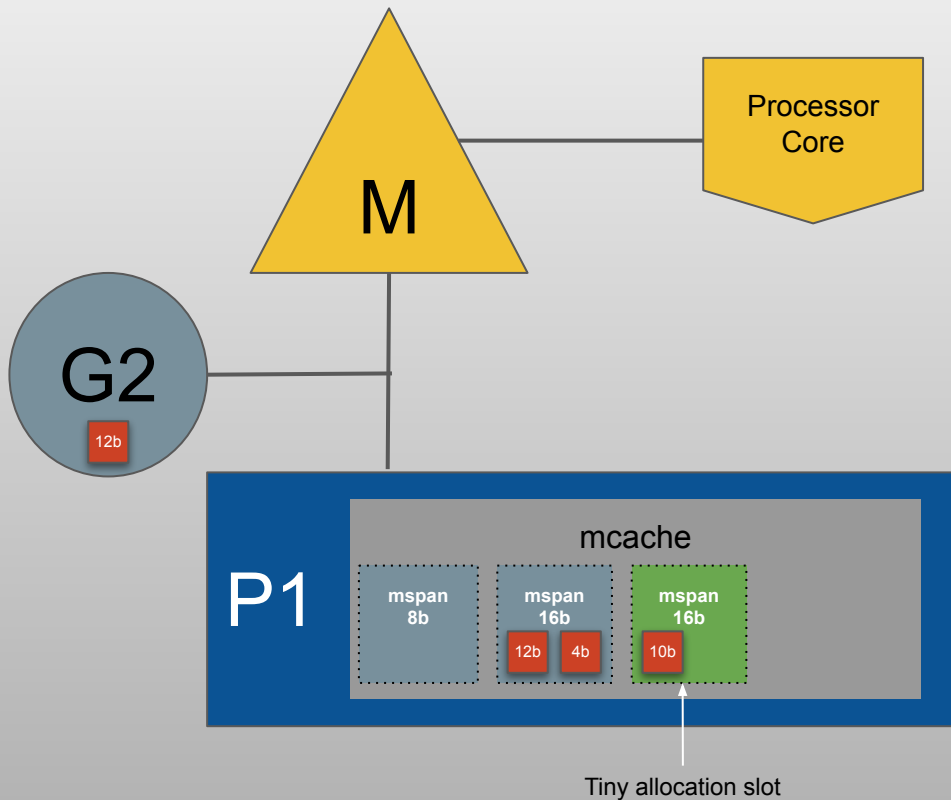 Processor
Core
M
G2
12b
mcache
P1
mspan
8b
mspan
16b
12b
4b
mspan
16b
10b
Tiny allocation slot